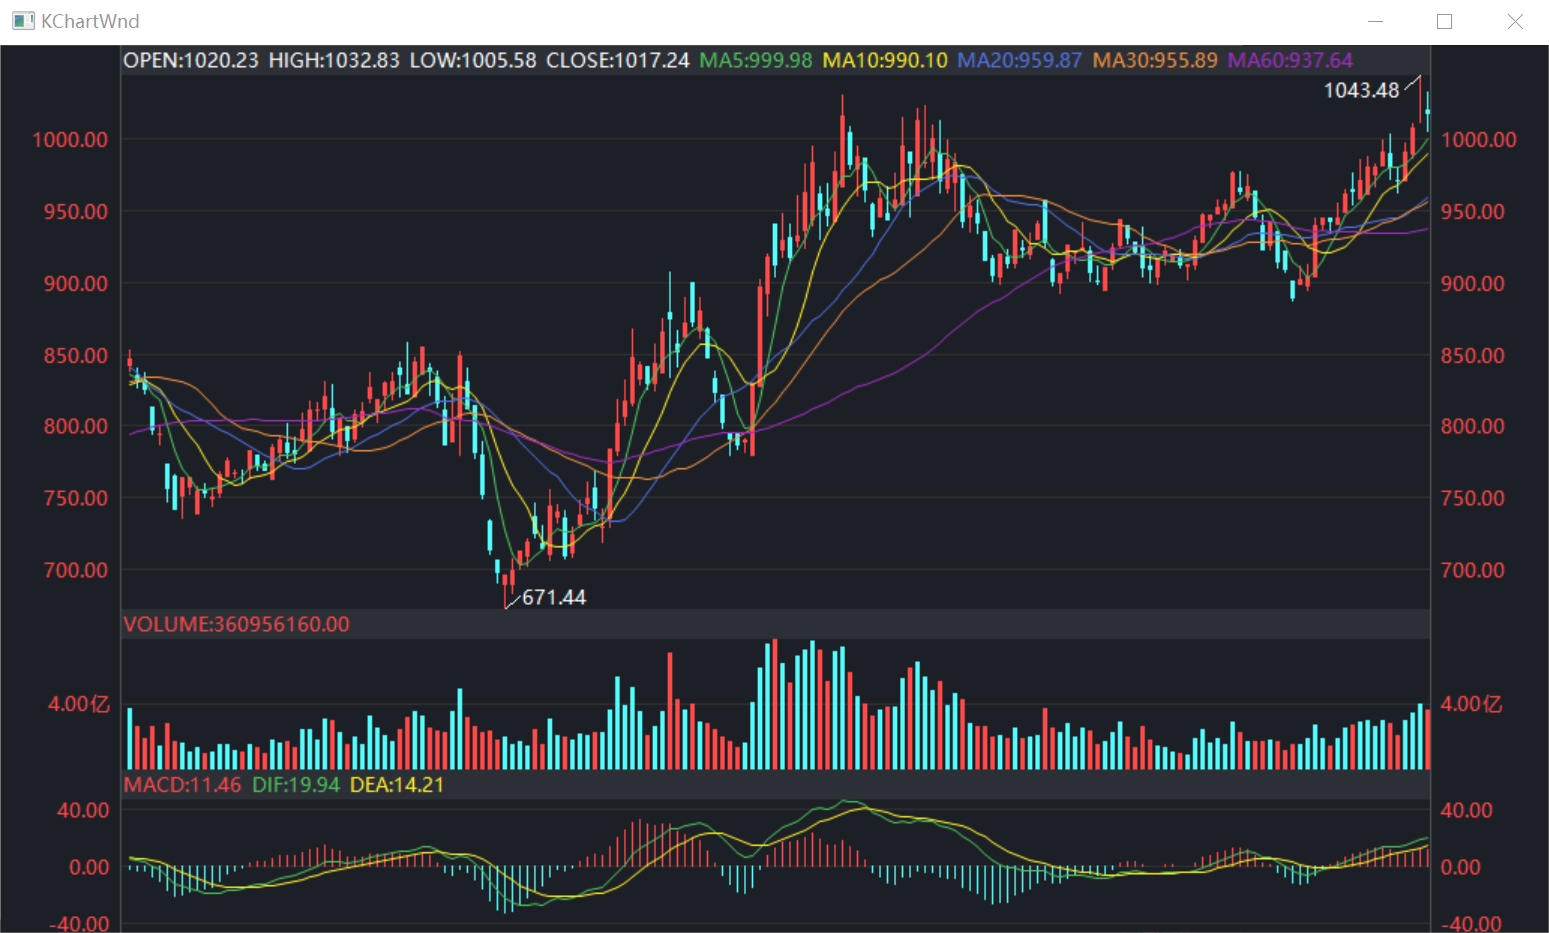 KChartWnd
OPEN:1020.23 HIGH:1032.83 LOW:1005.58 CLOSE:1017.24 MA5:999.98 MA10:990.10 MA20:959.87 MA30:955.89 MA60:937.64
1043.48
1000.00 1000.00
950.00 950.00
900.00 900.00
850.00 850.00
800.00 800.00
750.00 750.00
700.00 700.00
671.44
VOLUME:360956160.00
4.00亿 4.00亿
MACD:11.46 DIF:19.94 DEA:14.21
40.00 40.00
0.00 0.00
-40.00 -40.00